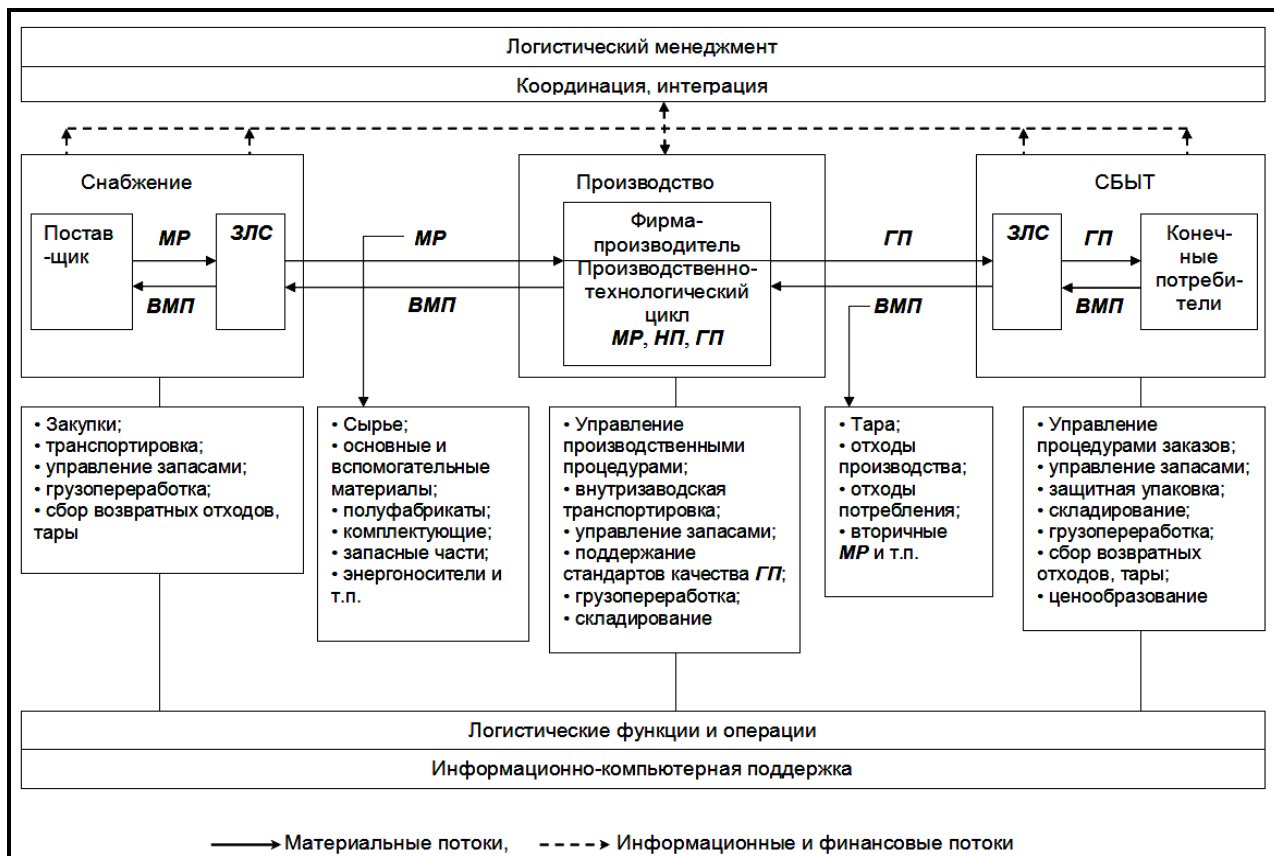 Логистический менеджмент
Координация, интеграция
Снабжение
Производство
СБЫТ
Постав
-щик
МР
ВМП
ЗЛС
МР
ВМП
Фирма-
производитель
Производственно-
технологический
цикл
МР, НП, ГП
ГП
ВМП
ЗЛС
ГП
ВМП
Конеч-
ные
потреби-
тели
• Закупки;
• транспортировка;
• управление запасами;
• грузопереработка;
• сбор возвратных отходов,
тары
• Сырье;
• основные и
вспомогательные
материалы;
• полуфабрикаты;
• комплектующие;
• запасные части;
• энергоносители и
т.п.
• Управление
производственными
процедурами;
• внутризаводская
транспортировка;
• управление запасами;
• поддержание
стандартов качества ГП;
• грузопереработка;
• складирование
• Тара;
• отходы
производства;
• отходы
потребления;
• вторичные
МР и т.п.
• Управление
процедурами заказов;
• управление запасами;
• защитная упаковка;
• складирование;
• грузопереработка;
• сбор возвратных
отходов, тары;
• ценообразование
Логистические функции и операции
Информационно-компьютерная поддержка
Материальные потоки,
Информационные и финансовые потоки